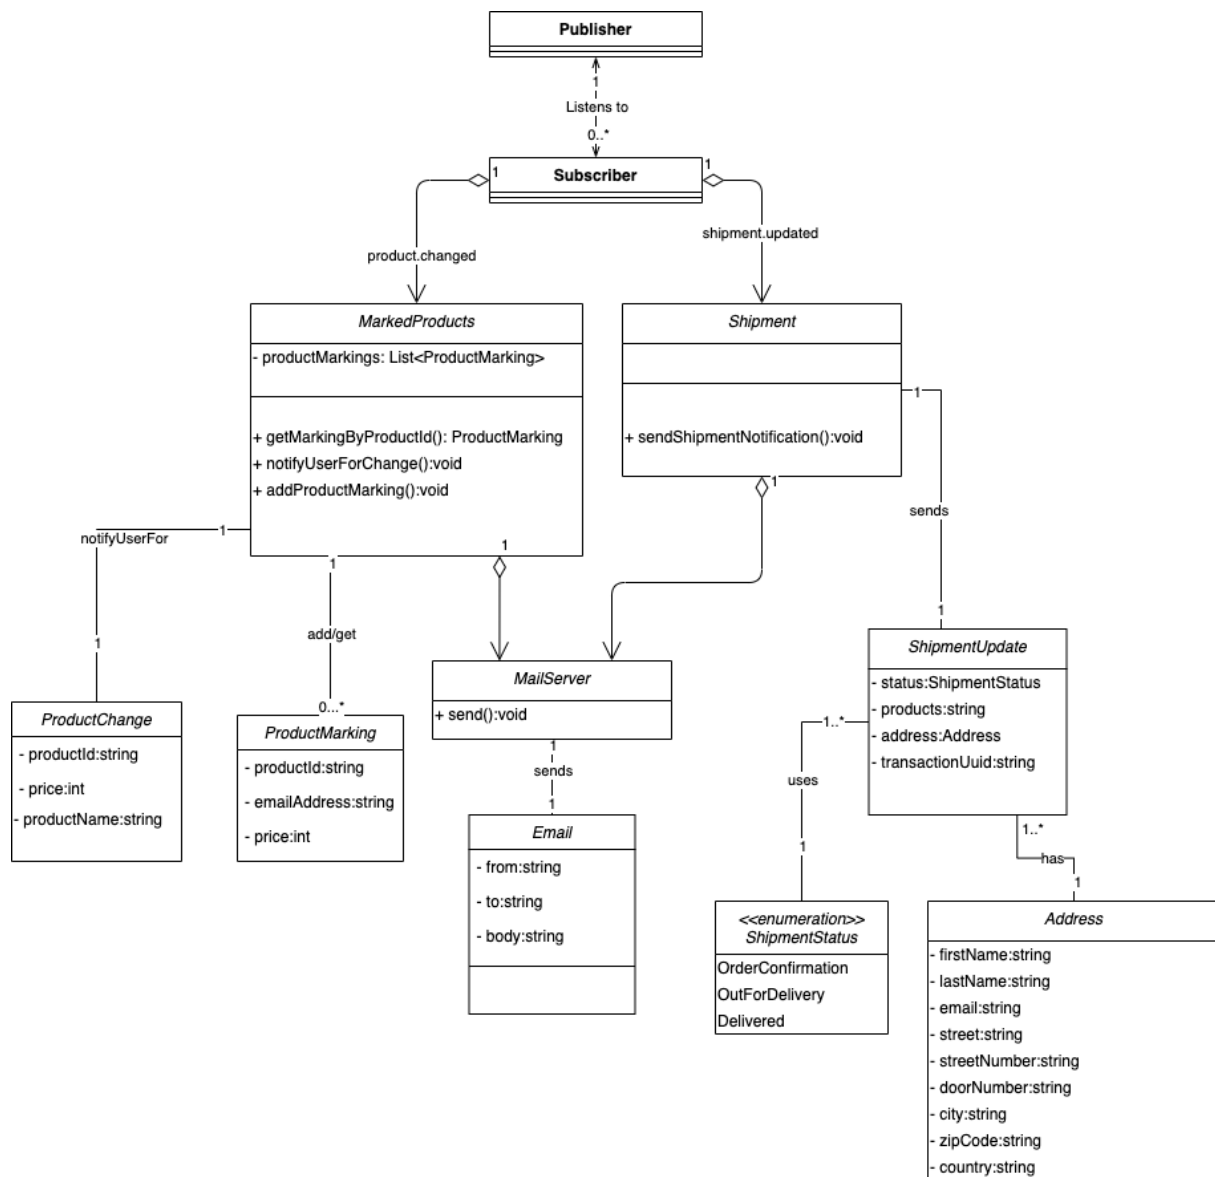 Publisher
1
Listens to
0..*
1
Subscriber
1
product.changed
shipment.updated
MarkedProducts
- productMarkings: List<ProductMarking>
+ getMarkingByProductId(): ProductMarking
+ notifyUserForChange():void
+ addProductMarking():void
Shipment
+ sendShipmentNotification():void
1
1
sends
1
notifyUserFor
1
1
1
add/get
0...*
1
ProductChange
- productId:string
- price:int
- productName:string
ProductMarking
- productId:string
- emailAddress:string
- price:int
MailServer
+ send():void
1
sends
1
Email
- from:string
- to:string
- body:string
ShipmentUpdate
- status:ShipmentStatus
- products:string
- address:Address
- transactionUuid:string
1..*
uses
1
1..*
has
1
<<enumeration>>
ShipmentStatus
OrderConfirmation
OutForDelivery
Delivered
Address
- firstName:string
- lastName:string
- email:string
- street:string
- streetNumber:string
- doorNumber:string
- city:string
- zipCode:string
- country:string